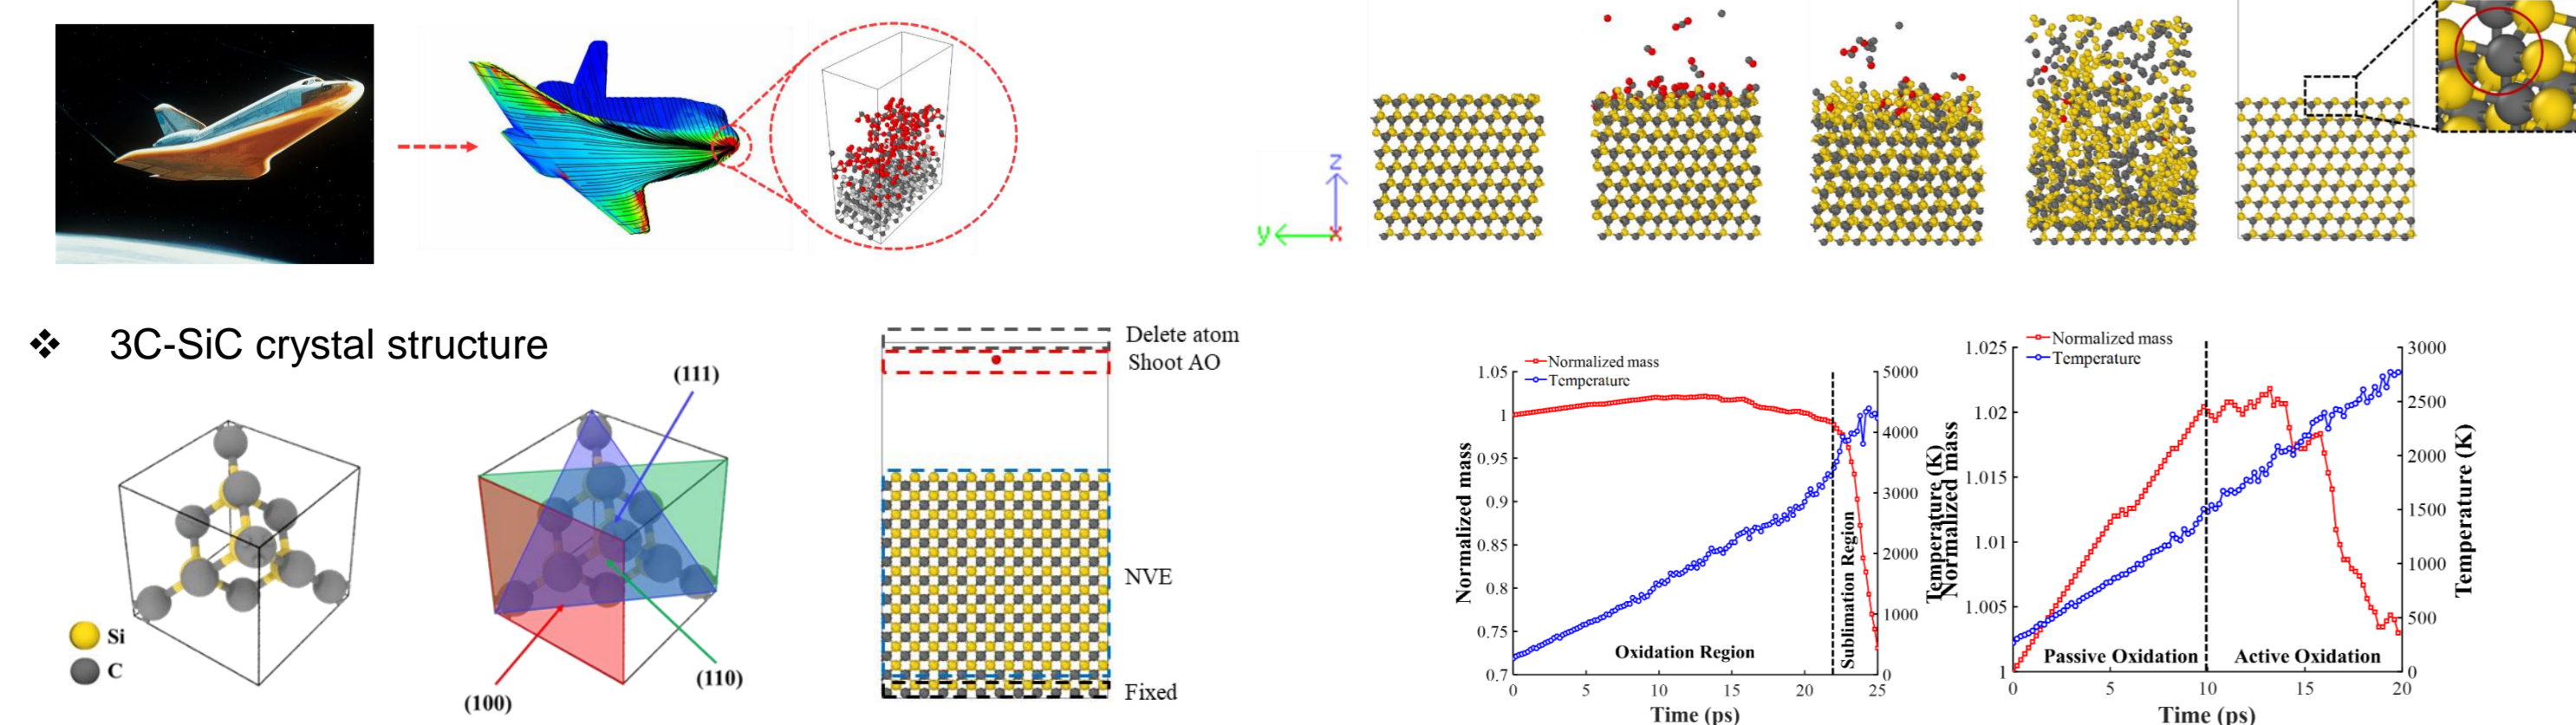 z
y
x
❖ 3C-SiC crystal structure
Si
C
(111)
(100)
(110)
Delete atom
Shoot AO
NVE
Fixed
Normalized mass
Temperature
1.05
1
0.95
0.9
0.85
0.8
0.75
0.7
Normalized mass
0
5
10
15
20
25
Time (ps)
5000
4000
3000
2000
1000
0
Temperature (K)
Oxidation Region
Sublimation Region
Normalized mass
Temperature
1.025
1.02
1.015
1.01
1.005
1
Normalized mass
0
5
10
15
20
Time (ps)
3000
2500
2000
1500
1000
500
0
Temperature (K)
Passive Oxidation
Active Oxidation